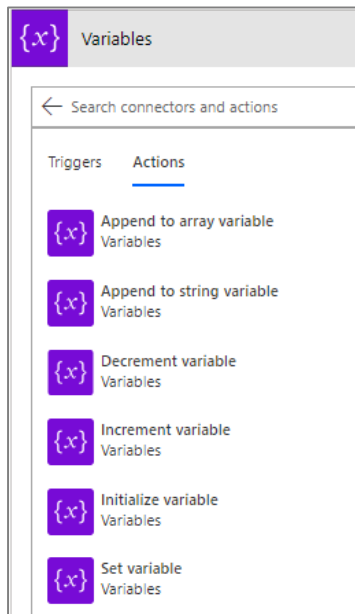 {x} Variables
Search connectors and actions
Triggers Actions
{x} Append to array variable
Variables
{x} Append to string variable
Variables
{x} Decrement variable
Variables
{x} Increment variable
Variables
{x} Initialize variable
Variables
{x} Set variable
Variables